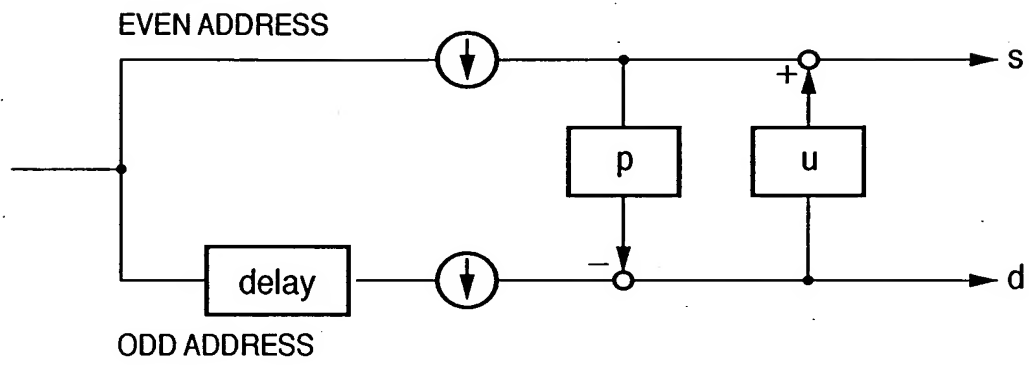 EVEN ADDRESS
s
+
p
u
−
delay
d
ODD ADDRESS